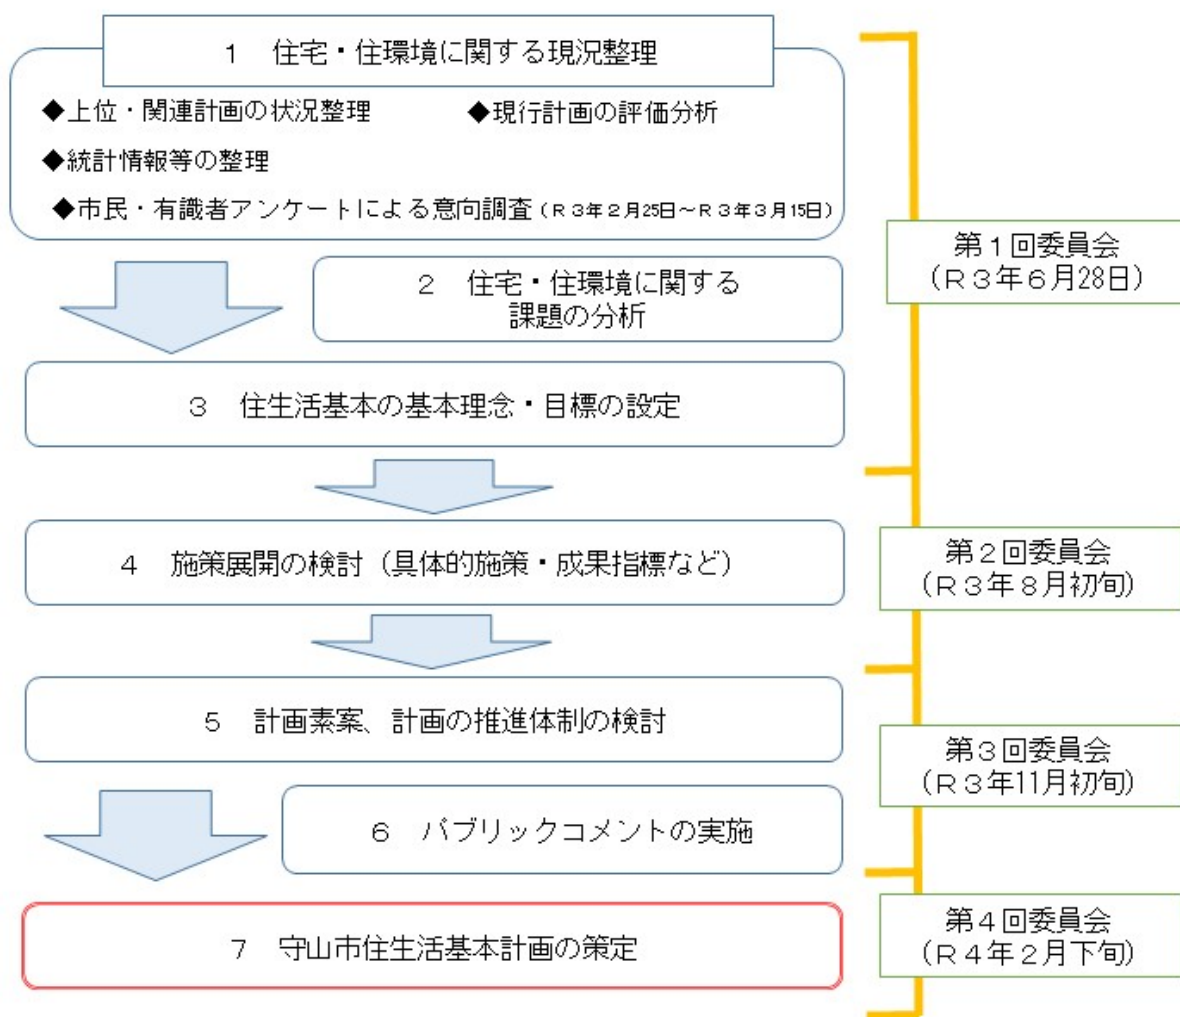 １　住宅・住環境に関する現況整理
◆上位・関連計画の状況整理　◆現行計画の評価分析
◆統計情報等の整理
◆市民・有識者アンケートによる意向調査（Ｒ３年２月25日～Ｒ３年３月15日）
２　住宅・住環境に関する
課題の分析
３　住生活基本の基本理念・目標の設定
第１回委員会
（Ｒ３年６月28日）
４　施策展開の検討（具体的施策・成果指標など）
第２回委員会
（Ｒ３年８月初旬）
５　計画素案、計画の推進体制の検討
６　パブリックコメントの実施
第３回委員会
（Ｒ３年11月初旬）
７　守山市住生活基本計画の策定
第４回委員会
（Ｒ４年２月下旬）